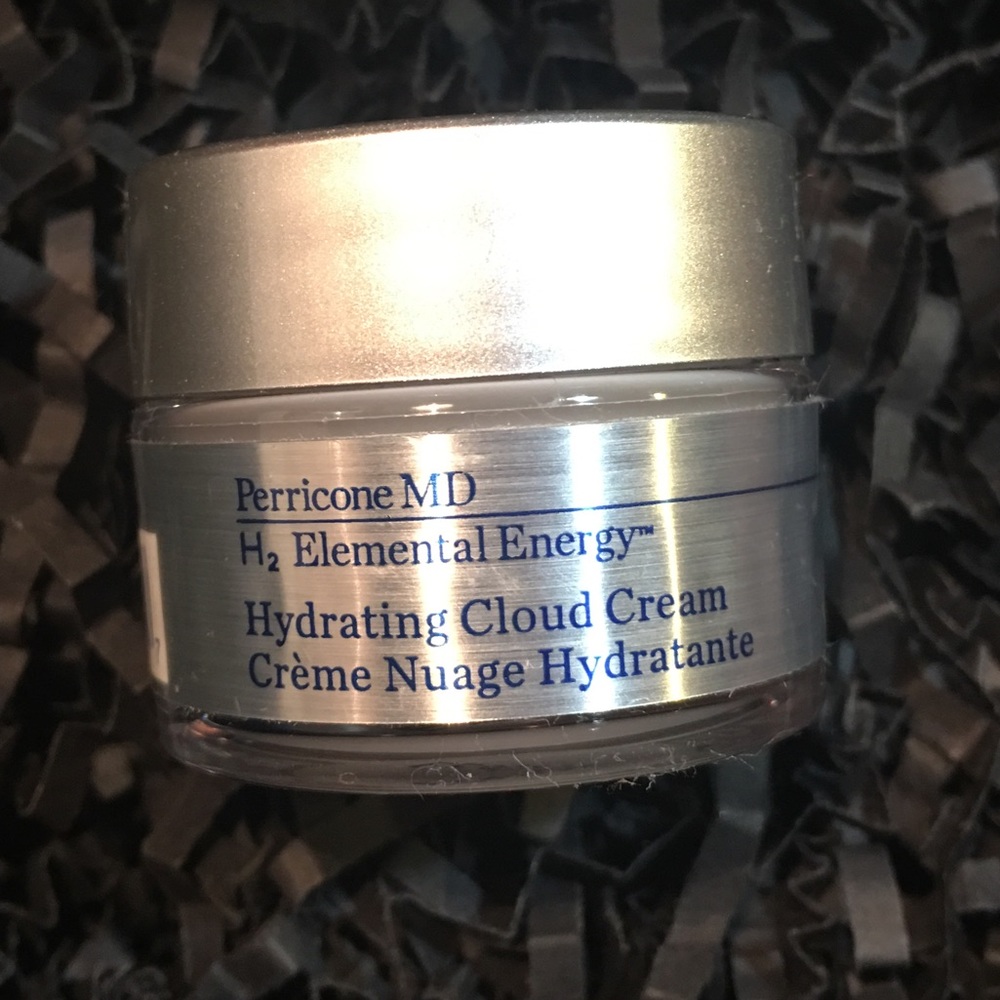 Perricone MD
H₂ Elemental Energy™
Hydrating Cloud Cream
Crème Nuage Hydratante